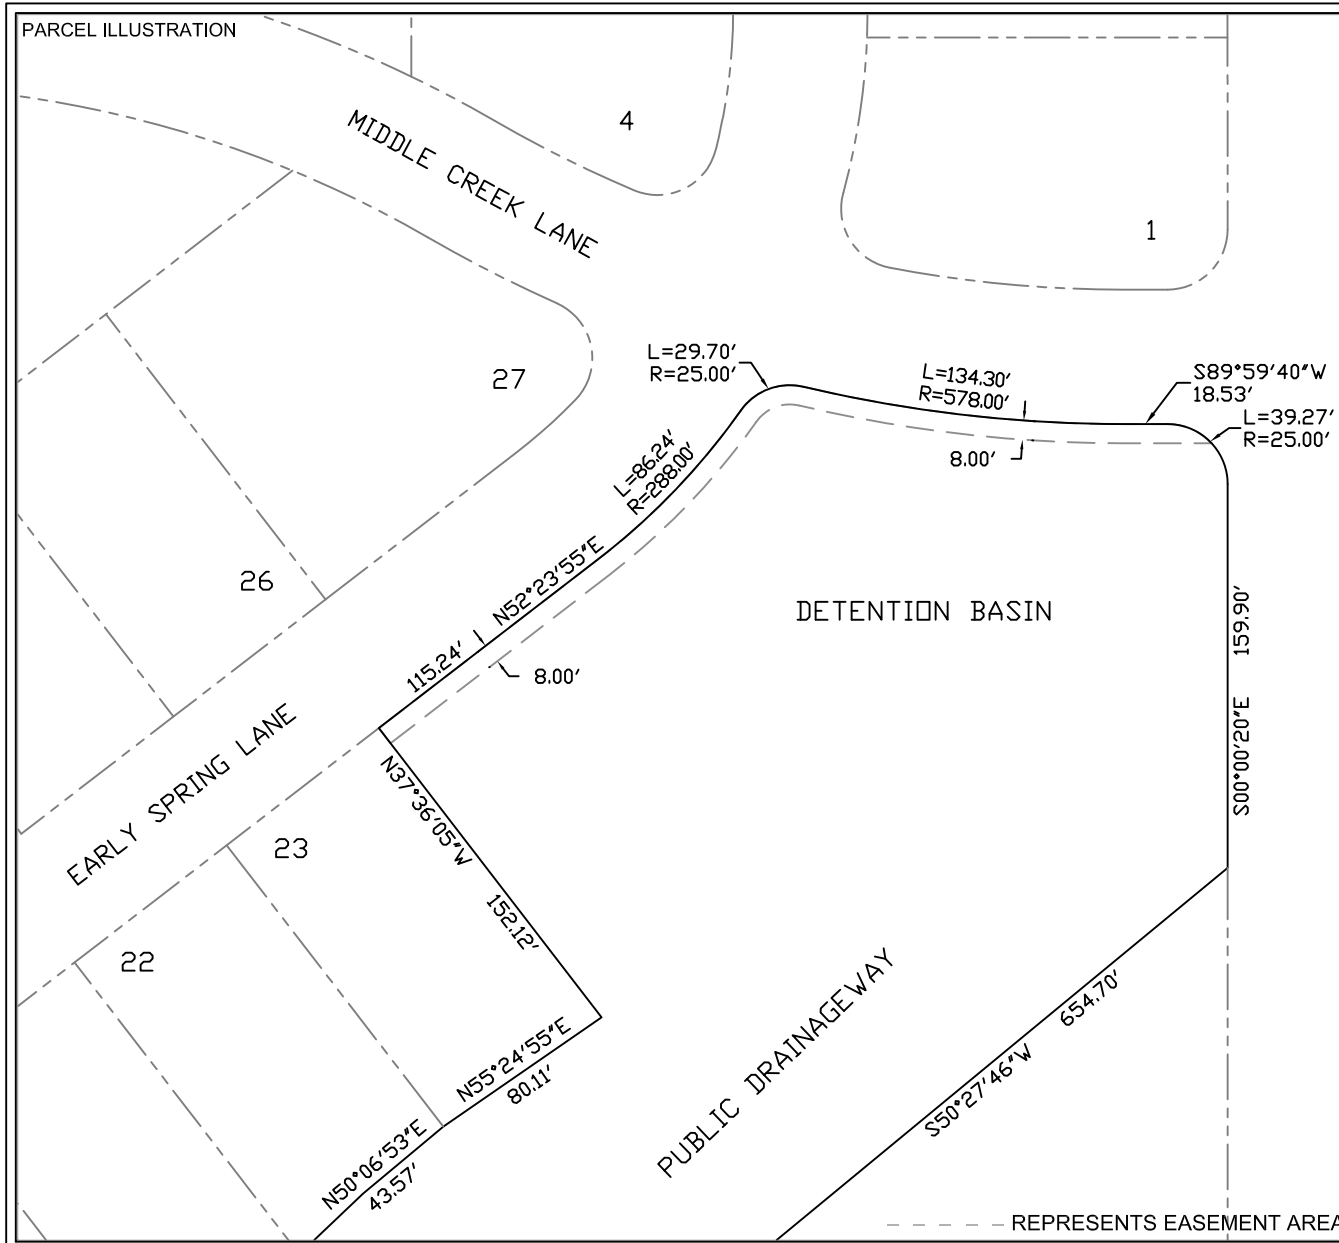 PARCEL ILLUSTRATION
4
MIDDLE CREEK LANE
1
27
L=29.70'
R=25.00'
L=134.30'
R=578.00'
S89°59'40"W
18.53'
L=39.27'
R=25.00'
8.00'
L=86.24'
R=288.00'
26
N52°23'55"E
115.24'
8.00'
DETENTION BASIN
159.90'
S00°00'20"E
EARLY SPRING LANE
N37°36'05"W
152.12'
23
22
N55°24'55"E
80.11'
PUBLIC DRAINAGEWAY
654.70'
S50°27'46"W
N50°06'53"E
43.57'
REPRESENTS EASEMENT AREA